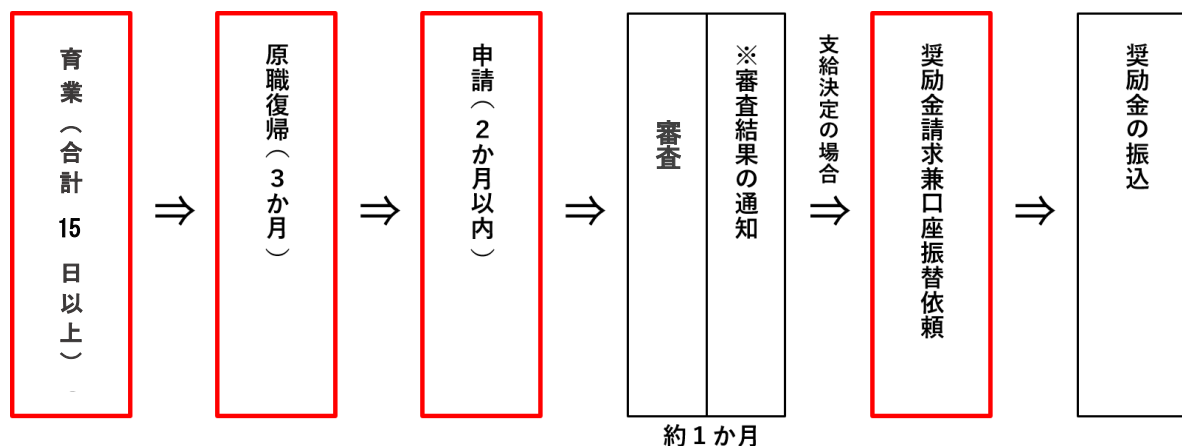 育業（合計 15 日以上）
⇒
原職復帰（３か月）
⇒
申請（２か月以内）
⇒
審査
※審査結果の通知
約１か月
支給決定の場合
⇒
奨励金請求兼口座振替依頼
⇒
奨励金の振込